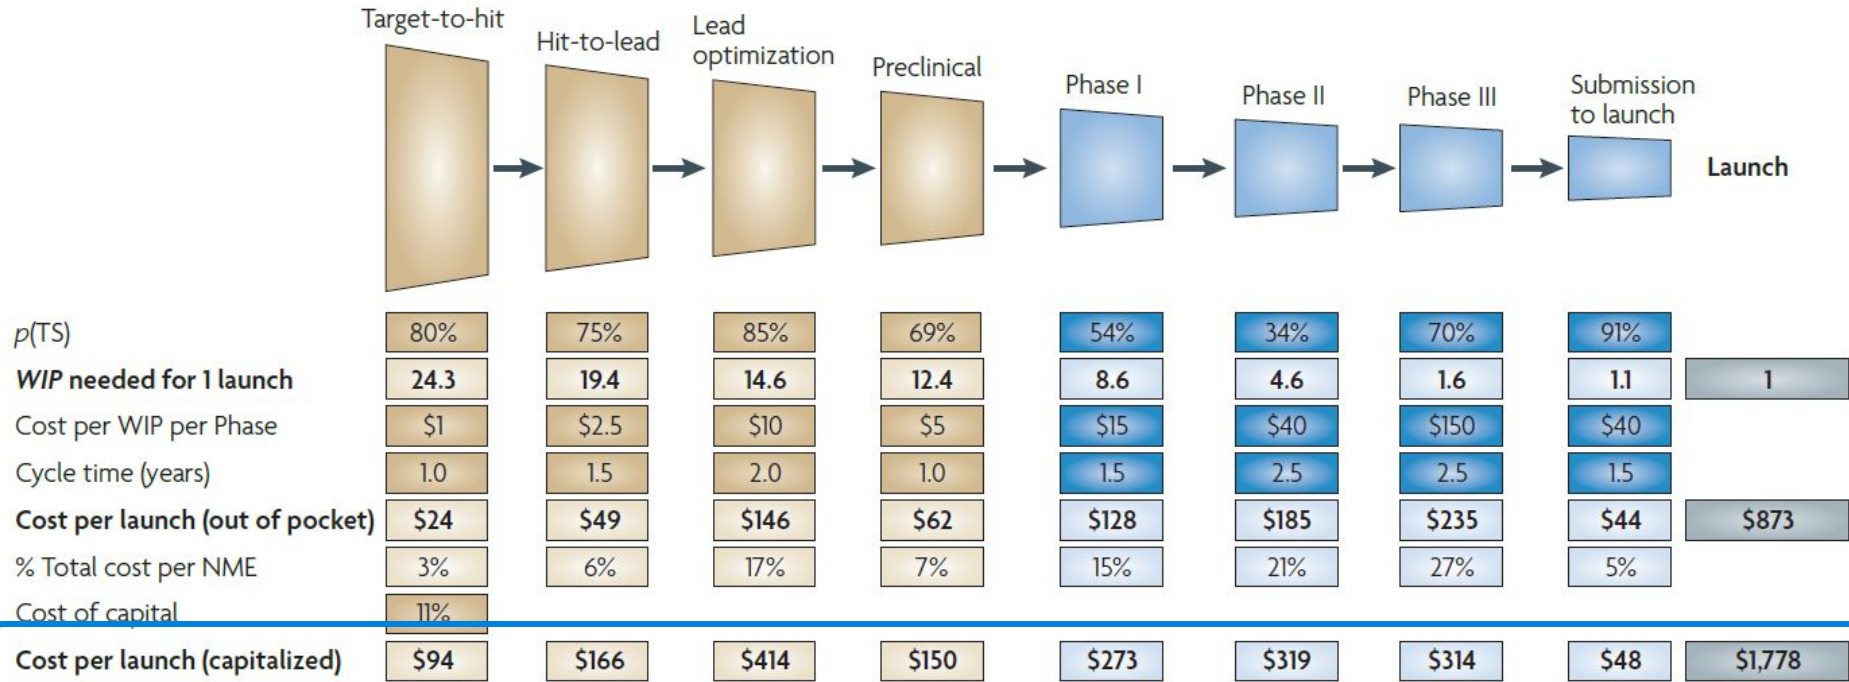 Target-to-hit
Hit-to-lead
Lead
optimization
Preclinical
Phase I
Phase II
Phase III
Submission
to launch
Launch
p(TS) 80% 75% 85% 69% 54% 34% 70% 91%
WIP needed for 1 launch 24.3 19.4 14.6 12.4 8.6 4.6 1.6 1.1 1
Cost per WIP per Phase $1 $2.5 $10 $5 $15 $40 $150 $40
Cycle time (years) 1.0 1.5 2.0 1.0 1.5 2.5 2.5 1.5
Cost per launch (out of pocket) $24 $49 $146 $62 $128 $185 $235 $44 $873
% Total cost per NME 3% 6% 17% 7% 15% 21% 27% 5%
Cost of capital 11%
Cost per launch (capitalized) $94 $166 $414 $150 $273 $319 $314 $48 $1,778